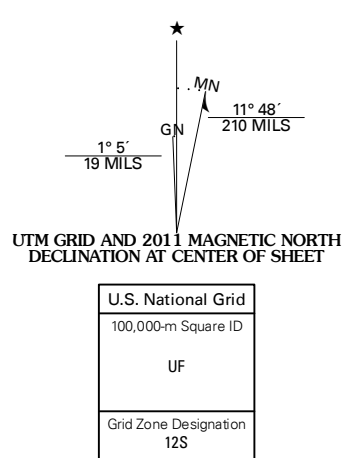 MN
GN
11° 48´
210 MILS
1° 5´
19 MILS
UTM GRID AND 2011 MAGNETIC NORTH
DECLINATION AT CENTER OF SHEET
U.S. National Grid
100,000-m Square ID
UF
Grid Zone Designation
12S